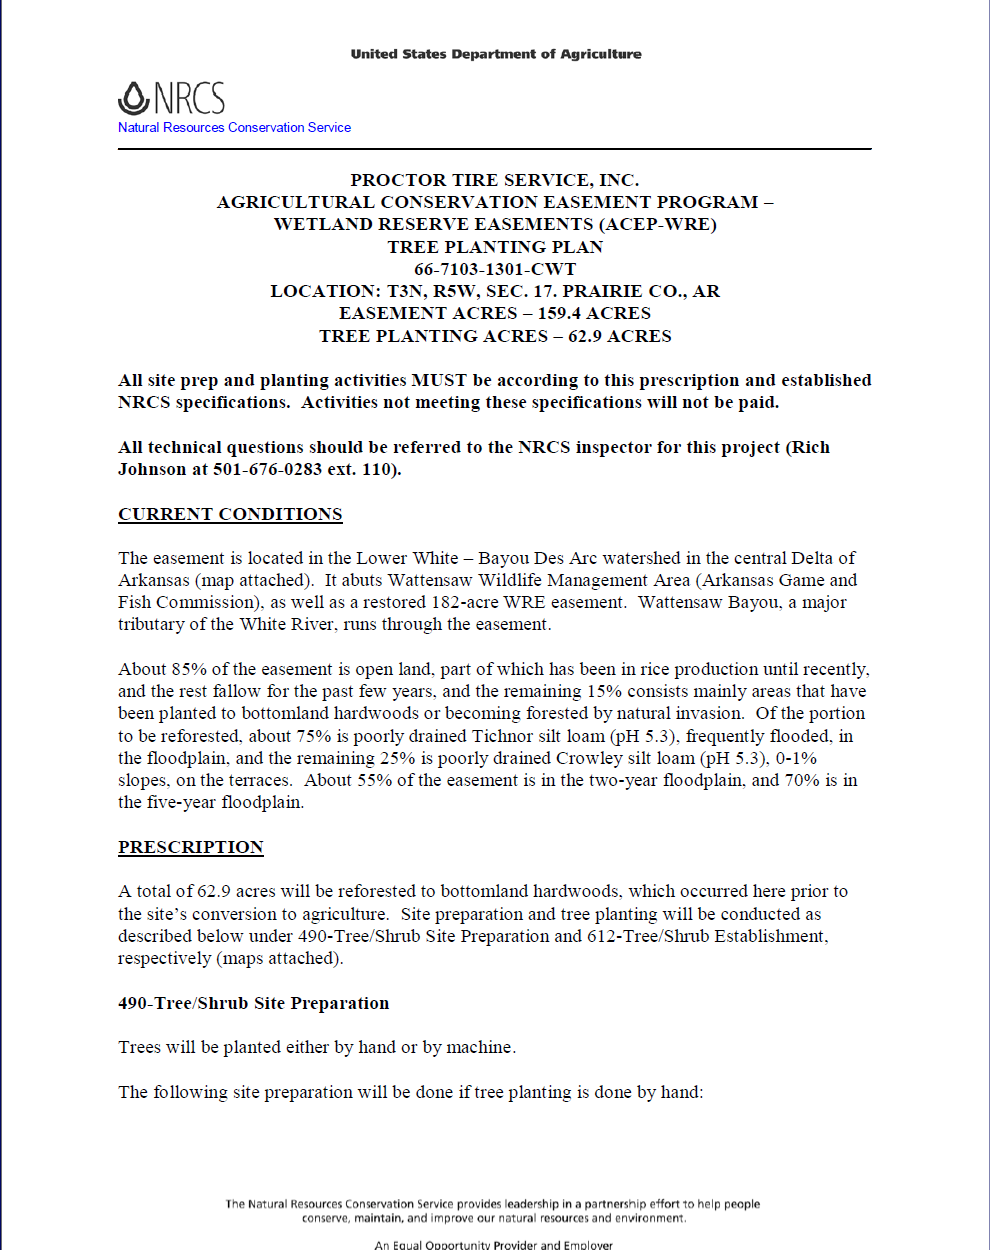 United States Department of Agriculture
NRCS
Natural Resources Conservation Service
PROCTOR TIRE SERVICE, INC.
AGRICULTURAL CONSERVATION EASEMENT PROGRAM –
WETLAND RESERVE EASEMENTS (ACEP-WRE)
TREE PLANTING PLAN
66-7103-1301-CWT
LOCATION: T3N, R5W, SEC. 17. PRAIRIE CO., AR
EASEMENT ACRES – 159.4 ACRES
TREE PLANTING ACRES – 62.9 ACRES
All site prep and planting activities MUST be according to this prescription and established
NRCS specifications.  Activities not meeting these specifications will not be paid.
All technical questions should be referred to the NRCS inspector for this project (Rich
Johnson at 501-676-0283 ext. 110).
CURRENT CONDITIONS
The easement is located in the Lower White – Bayou Des Arc watershed in the central Delta of
Arkansas (map attached).  It abuts Wattensaw Wildlife Management Area (Arkansas Game and
Fish Commission), as well as a restored 182-acre WRE easement.  Wattensaw Bayou, a major
tributary of the White River, runs through the easement.
About 85% of the easement is open land, part of which has been in rice production until recently,
and the rest fallow for the past few years, and the remaining 15% consists mainly areas that have
been planted to bottomland hardwoods or becoming forested by natural invasion.  Of the portion
to be reforested, about 75% is poorly drained Tichnor silt loam (pH 5.3), frequently flooded, in
the floodplain, and the remaining 25% is poorly drained Crowley silt loam (pH 5.3), 0-1%
slopes, on the terraces.  About 55% of the easement is in the two-year floodplain, and 70% is in
the five-year floodplain.
PRESCRIPTION
A total of 62.9 acres will be reforested to bottomland hardwoods, which occurred here prior to
the site's conversion to agriculture.  Site preparation and tree planting will be conducted as
described below under 490-Tree/Shrub Site Preparation and 612-Tree/Shrub Establishment,
respectively (maps attached).
490-Tree/Shrub Site Preparation
Trees will be planted either by hand or by machine.
The following site preparation will be done if tree planting is done by hand:
The Natural Resources Conservation Service provides leadership in a partnership effort to help people
conserve, maintain, and improve our natural resources and environment.
An Equal Opportunity Provider and Employer